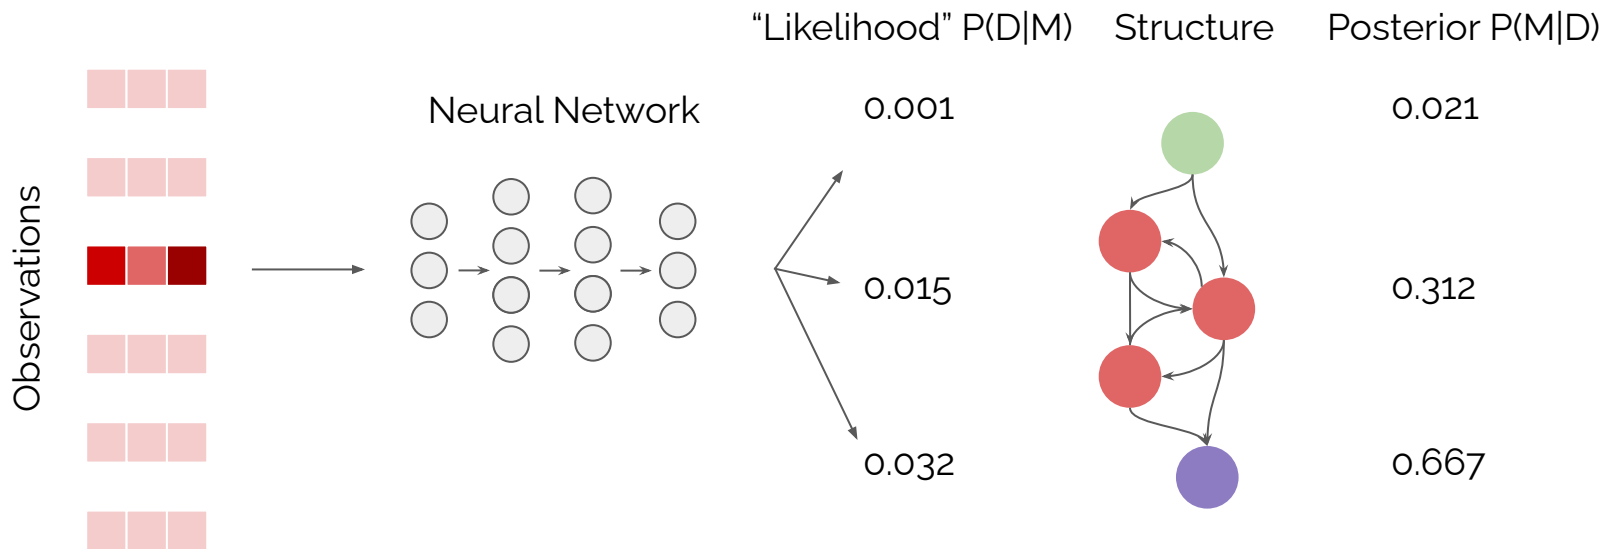 “Likelihood” P(D|M) Structure Posterior P(M|D)
Observations
Neural Network
0.001 0.021
0.015 0.312
0.032 0.667